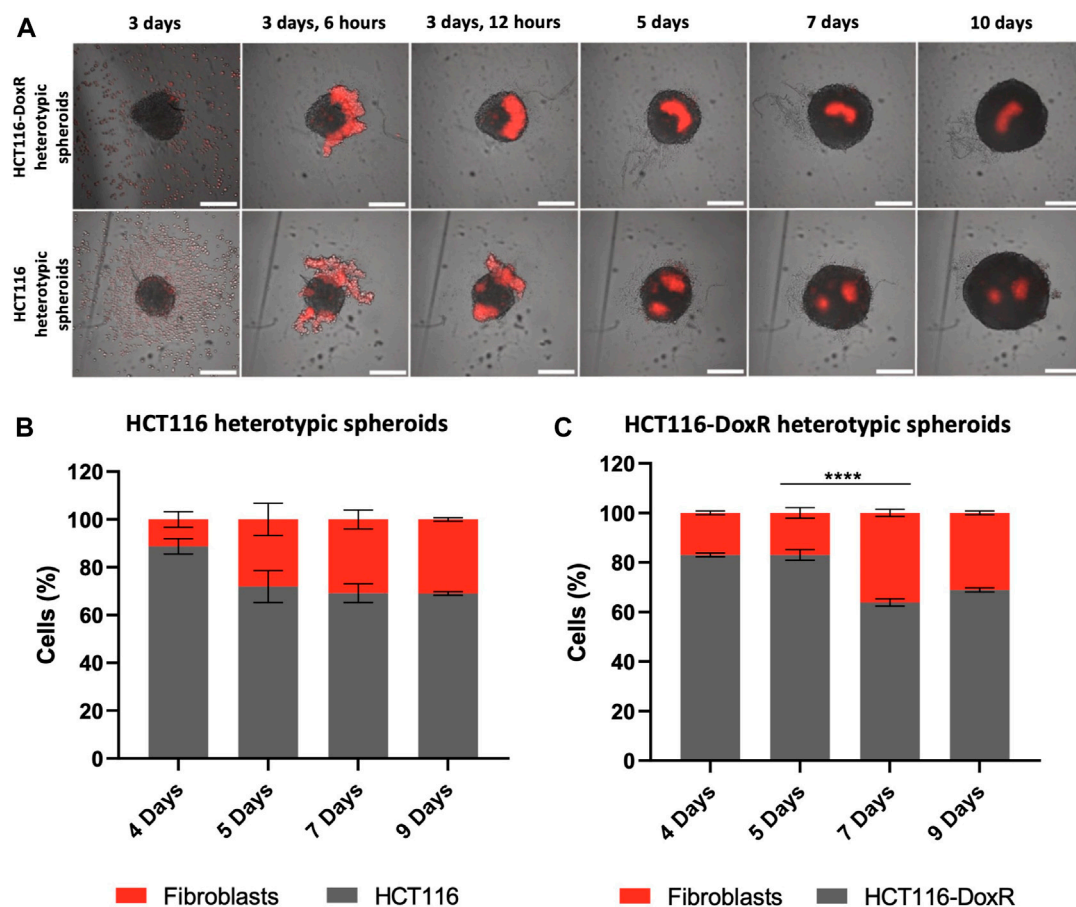 A
3 days
3 days, 6 hours
3 days, 12 hours
5 days
7 days
10 days
HCT116-DoxR
heterotypic
spheroids
HCT116
heterotypic
spheroids
B
HCT116 heterotypic spheroids
Cells (%)
120
100
80
60
40
20
0
4 Days
5 Days
7 Days
9 Days
Fibroblasts
HCT116
C
HCT116-DoxR heterotypic spheroids
Cells (%)
120
100
80
60
40
20
0
****
4 Days
5 Days
7 Days
9 Days
Fibroblasts
HCT116-DoxR